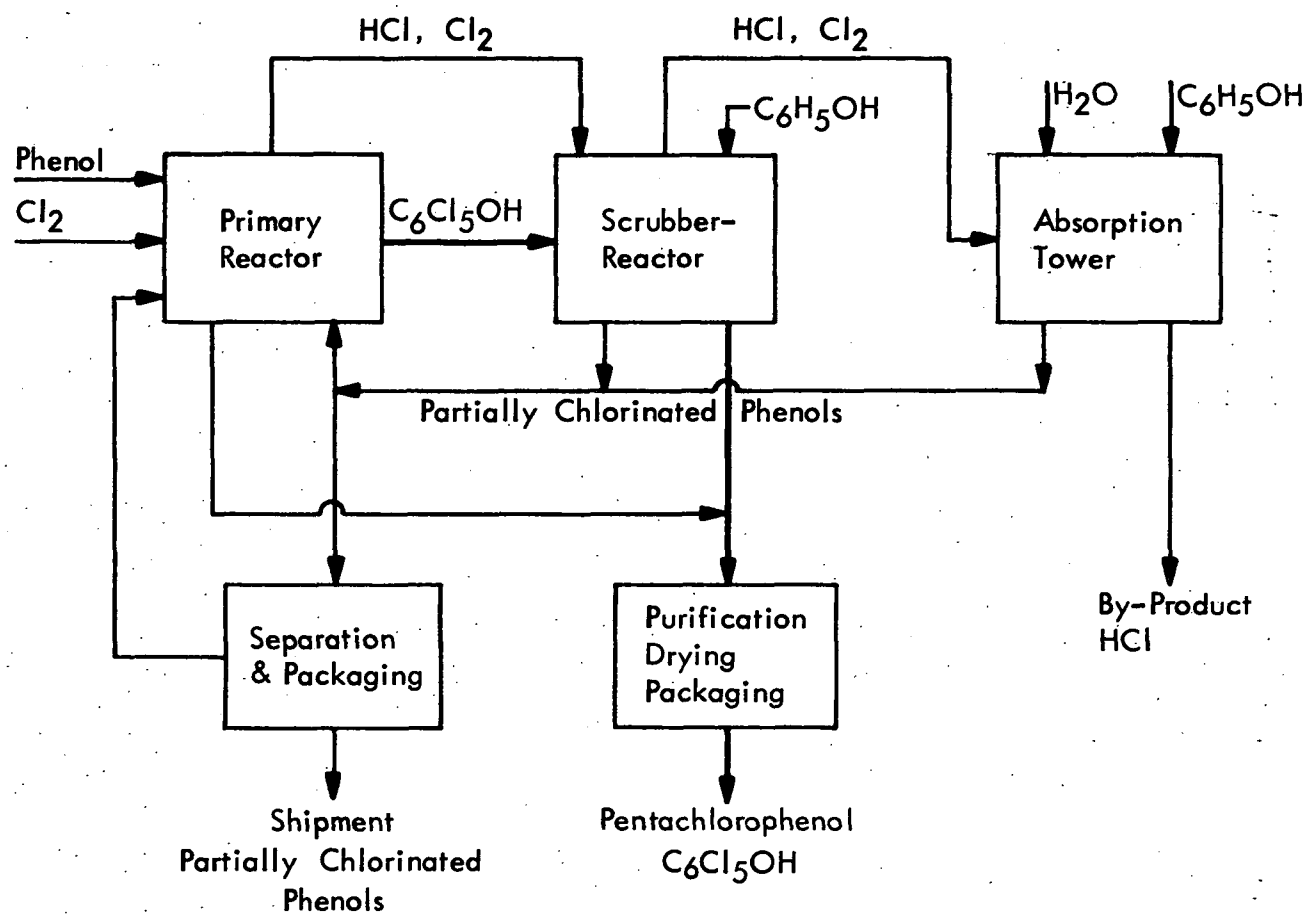 HCl, Cl2
HCl, Cl2
H2O
C6H5OH
C6H5OH
Phenol
Cl2
C6Cl5OH
Primary
Reactor
Scrubber-
Reactor
Absorption
Tower
Partially Chlorinated Phenols
Separation
& Packaging
Purification
Drying
Packaging
By-Product
HCl
Shipment
Partially Chlorinated
Phenols
Pentachlorophenol
C6Cl5OH